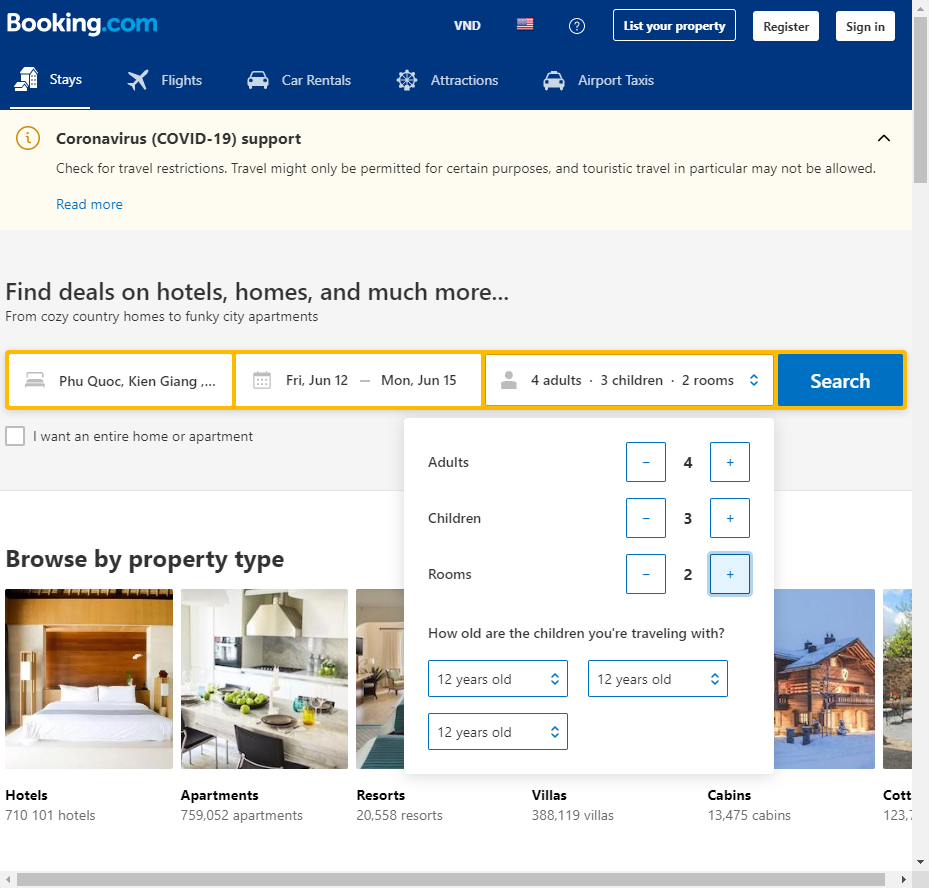 Booking.com
VND
List your property
Register
Sign in
Stays
Flights
Car Rentals
Attractions
Airport Taxis
Coronavirus (COVID-19) support
Check for travel restrictions. Travel might only be permitted for certain purposes, and touristic travel in particular may not be allowed.
Read more
Find deals on hotels, homes, and much more...
From cozy country homes to funky city apartments
Phu Quoc, Kien Giang ,...
Fri, Jun 12 — Mon, Jun 15
4 adults · 3 children · 2 rooms
Search
I want an entire home or apartment
Adults − 4 +
Children − 3 +
Rooms − 2 +
How old are the children you're traveling with?
12 years old
12 years old
12 years old
Browse by property type
Hotels
710 101 hotels
Apartments
759,052 apartments
Resorts
20,558 resorts
Villas
388,119 villas
Cabins
13,475 cabins
Cott
123,7